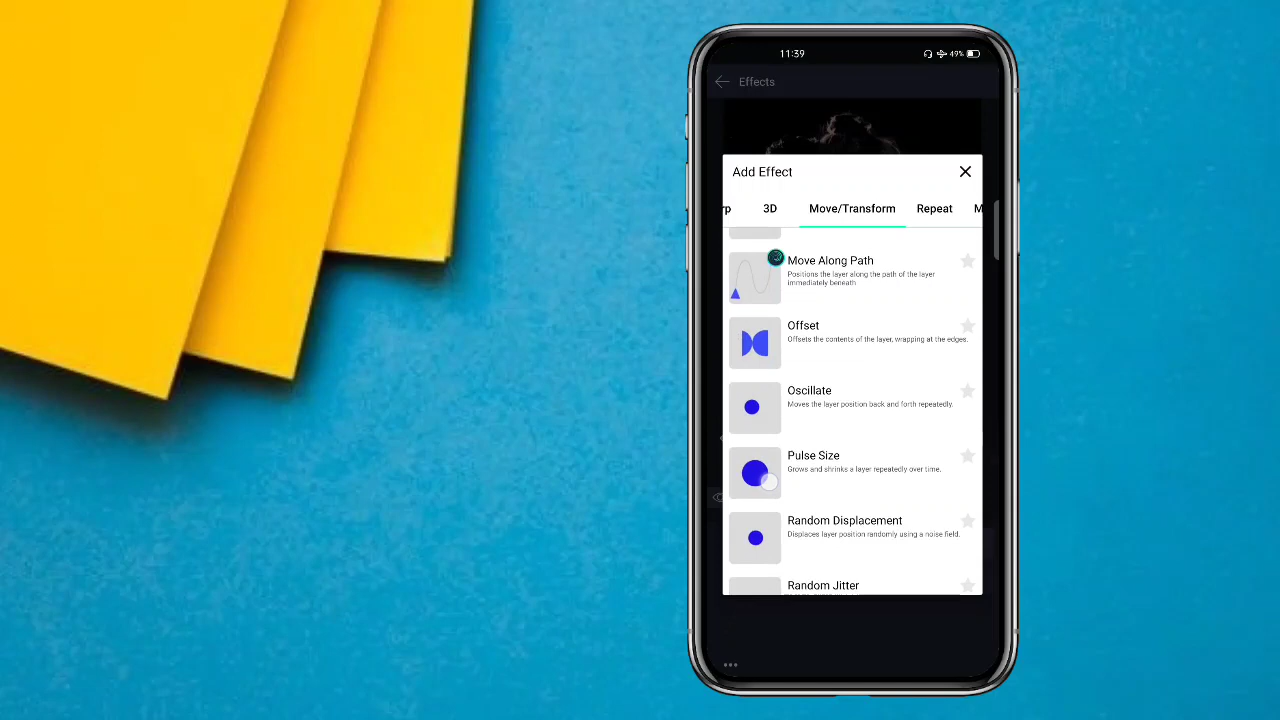 11:39
49%
Effects
Add Effect
rp 3D Move/Transform Repeat M
Move Along Path
Positions the layer along the path of the layer
immediately beneath
Offset
Offsets the contents of the layer, wrapping at the edges.
Oscillate
Moves the layer position back and forth repeatedly.
Pulse Size
Grows and shrinks a layer repeatedly over time.
Random Displacement
Displaces layer position randomly using a noise field.
Random Jitter